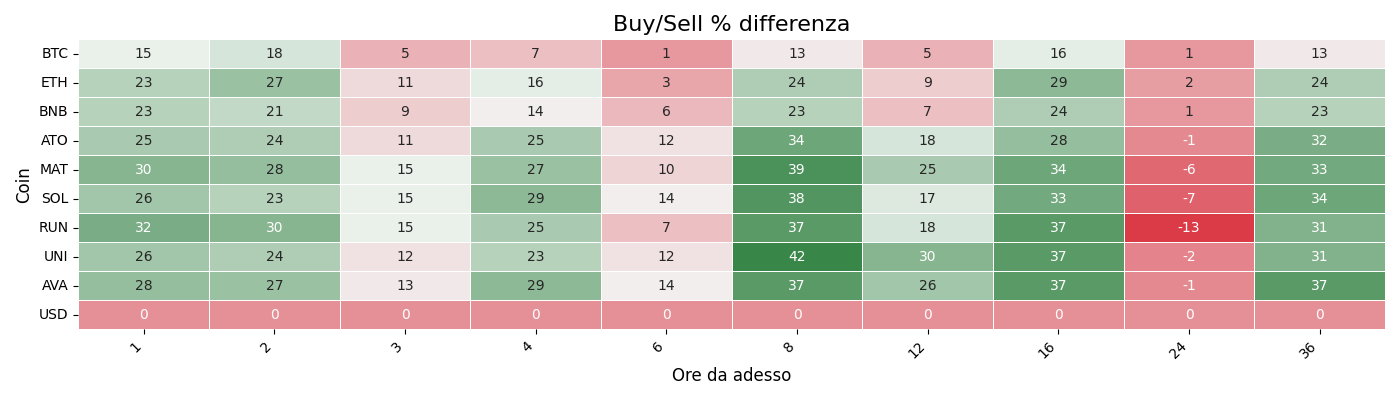 Buy/Sell % differenza
BTC 15 18 5 7 1 13 5 16 1 13
ETH 23 27 11 16 3 24 9 29 2 24
BNB 23 21 9 14 6 23 7 24 1 23
ATO 25 24 11 25 12 34 18 28 -1 32
MAT 30 28 15 27 10 39 25 34 -6 33
SOL 26 23 15 29 14 38 17 33 -7 34
RUN 32 30 15 25 7 37 18 37 -13 31
UNI 26 24 12 23 12 42 30 37 -2 31
AVA 28 27 13 29 14 37 26 37 -1 37
USD 0 0 0 0 0 0 0 0 0 0
1 2 3 4 6 8 12 16 24 36
Coin
Ore da adesso